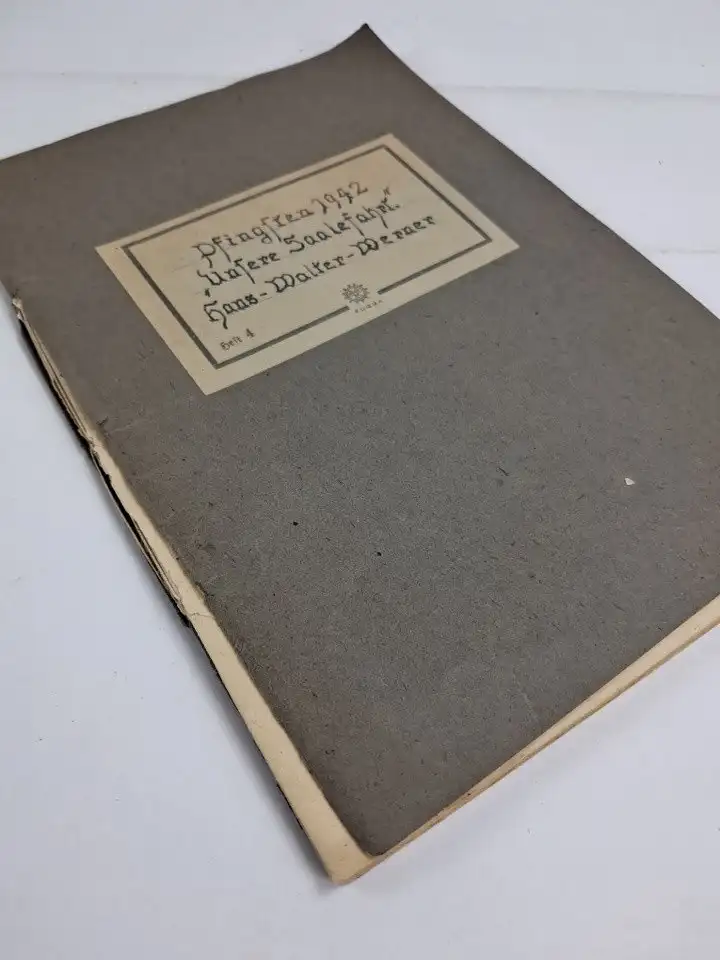 Pfingsten 1942
„Unsere Saalefahrt“
Hans-Walter-Werner
Heft 4